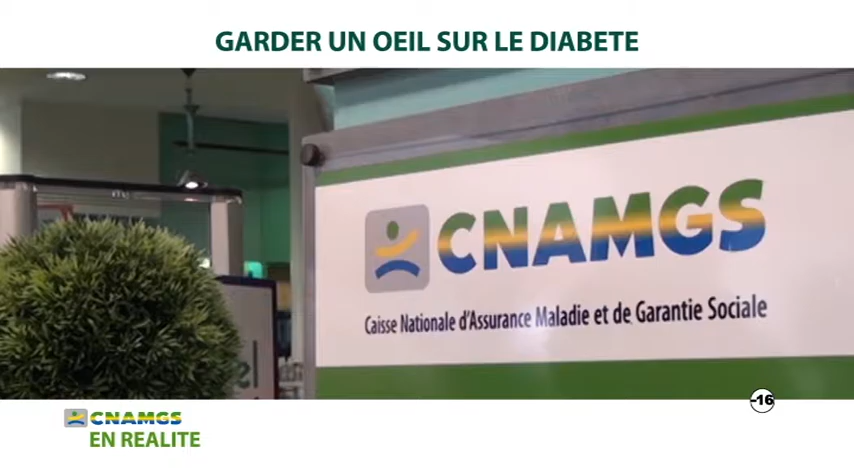 GARDER UN OEIL SUR LE DIABETE
CNAMGS
Caisse Nationale d'Assurance Maladie et de Garantie Sociale
el
-16
CNAMGS
EN REALITE